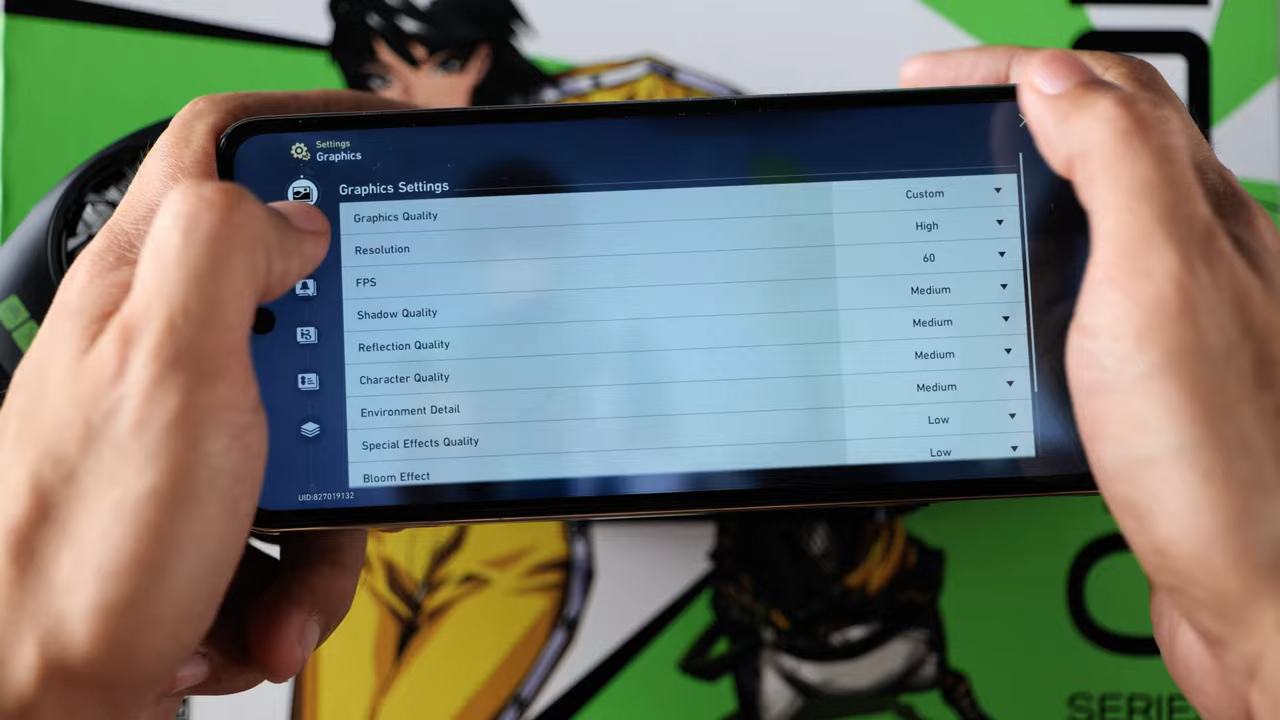 Settings
Graphics
Graphics Settings
Graphics Quality Custom
Resolution High
FPS 60
Shadow Quality Medium
Reflection Quality Medium
Character Quality Medium
Environment Detail Medium
Special Effects Quality Low
Bloom Effect Low
UID:827019132